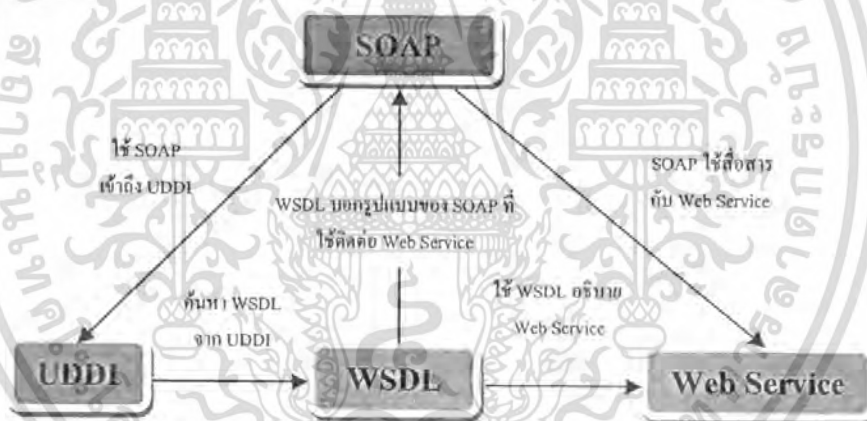 SOAP
ใช้ SOAP
เข้าถึง UDDI
WSDL บอกรูปแบบของ SOAP ที่
ใช้ติดต่อ Web Service
SOAP ใช้สื่อสาร
กับ Web Service
ค้นหา WSDL
จาก UDDI
ใช้ WSDL อธิบาย
Web Service
UDDI
WSDL
Web Service